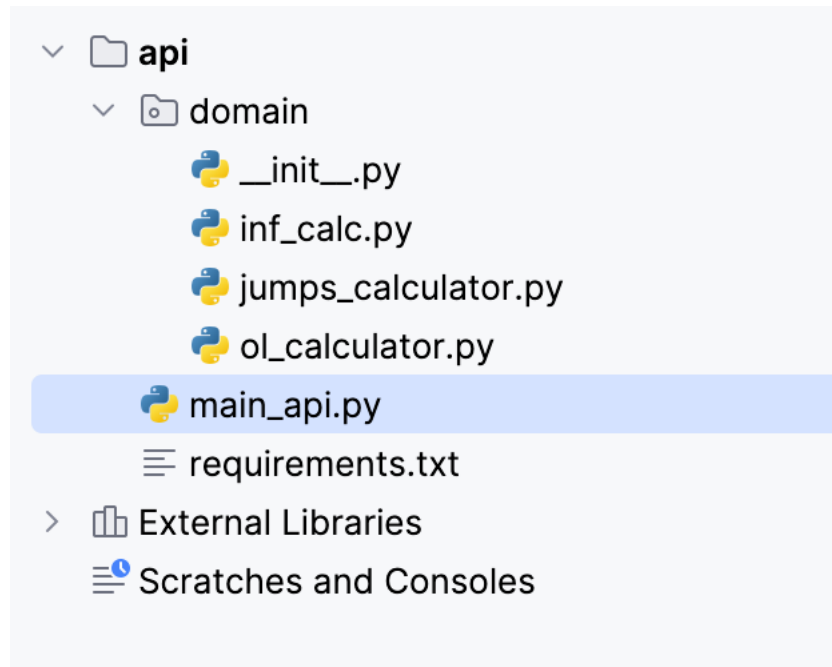 api
domain
__init__.py
inf_calc.py
jumps_calculator.py
ol_calculator.py
main_api.py
requirements.txt
External Libraries
Scratches and Consoles